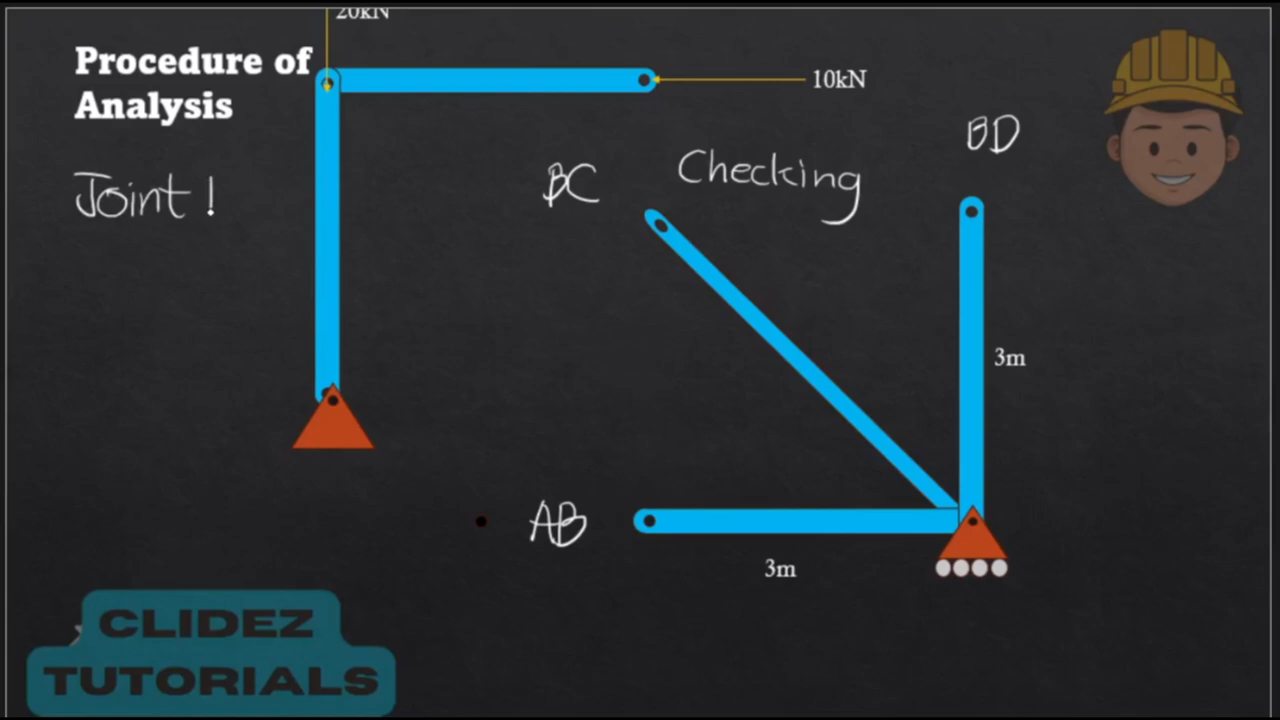 20kN
Procedure of
Analysis
10kN
Joint !
BC
Checking
BD
3m
AB
3m
CLIDEZ
TUTORIALS